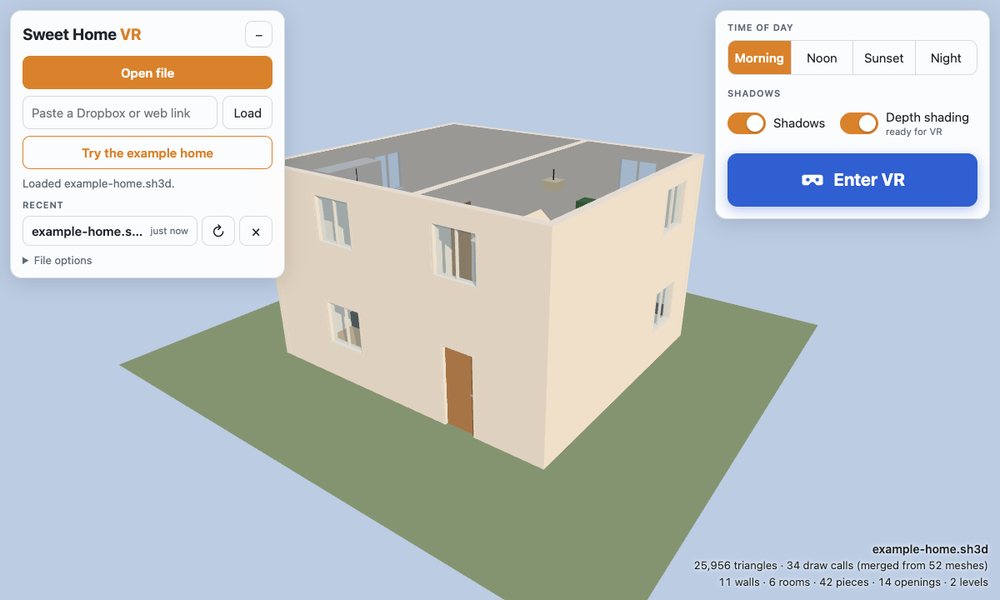 Sweet Home VR
–
Open file
Paste a Dropbox or web link
Load
Try the example home
Loaded example-home.sh3d.
RECENT
example-home.s... just now
File options
TIME OF DAY
Morning
Noon
Sunset
Night
SHADOWS
Shadows
Depth shading
ready for VR
Enter VR
example-home.sh3d
25,956 triangles · 34 draw calls (merged from 52 meshes)
11 walls · 6 rooms · 42 pieces · 14 openings · 2 levels